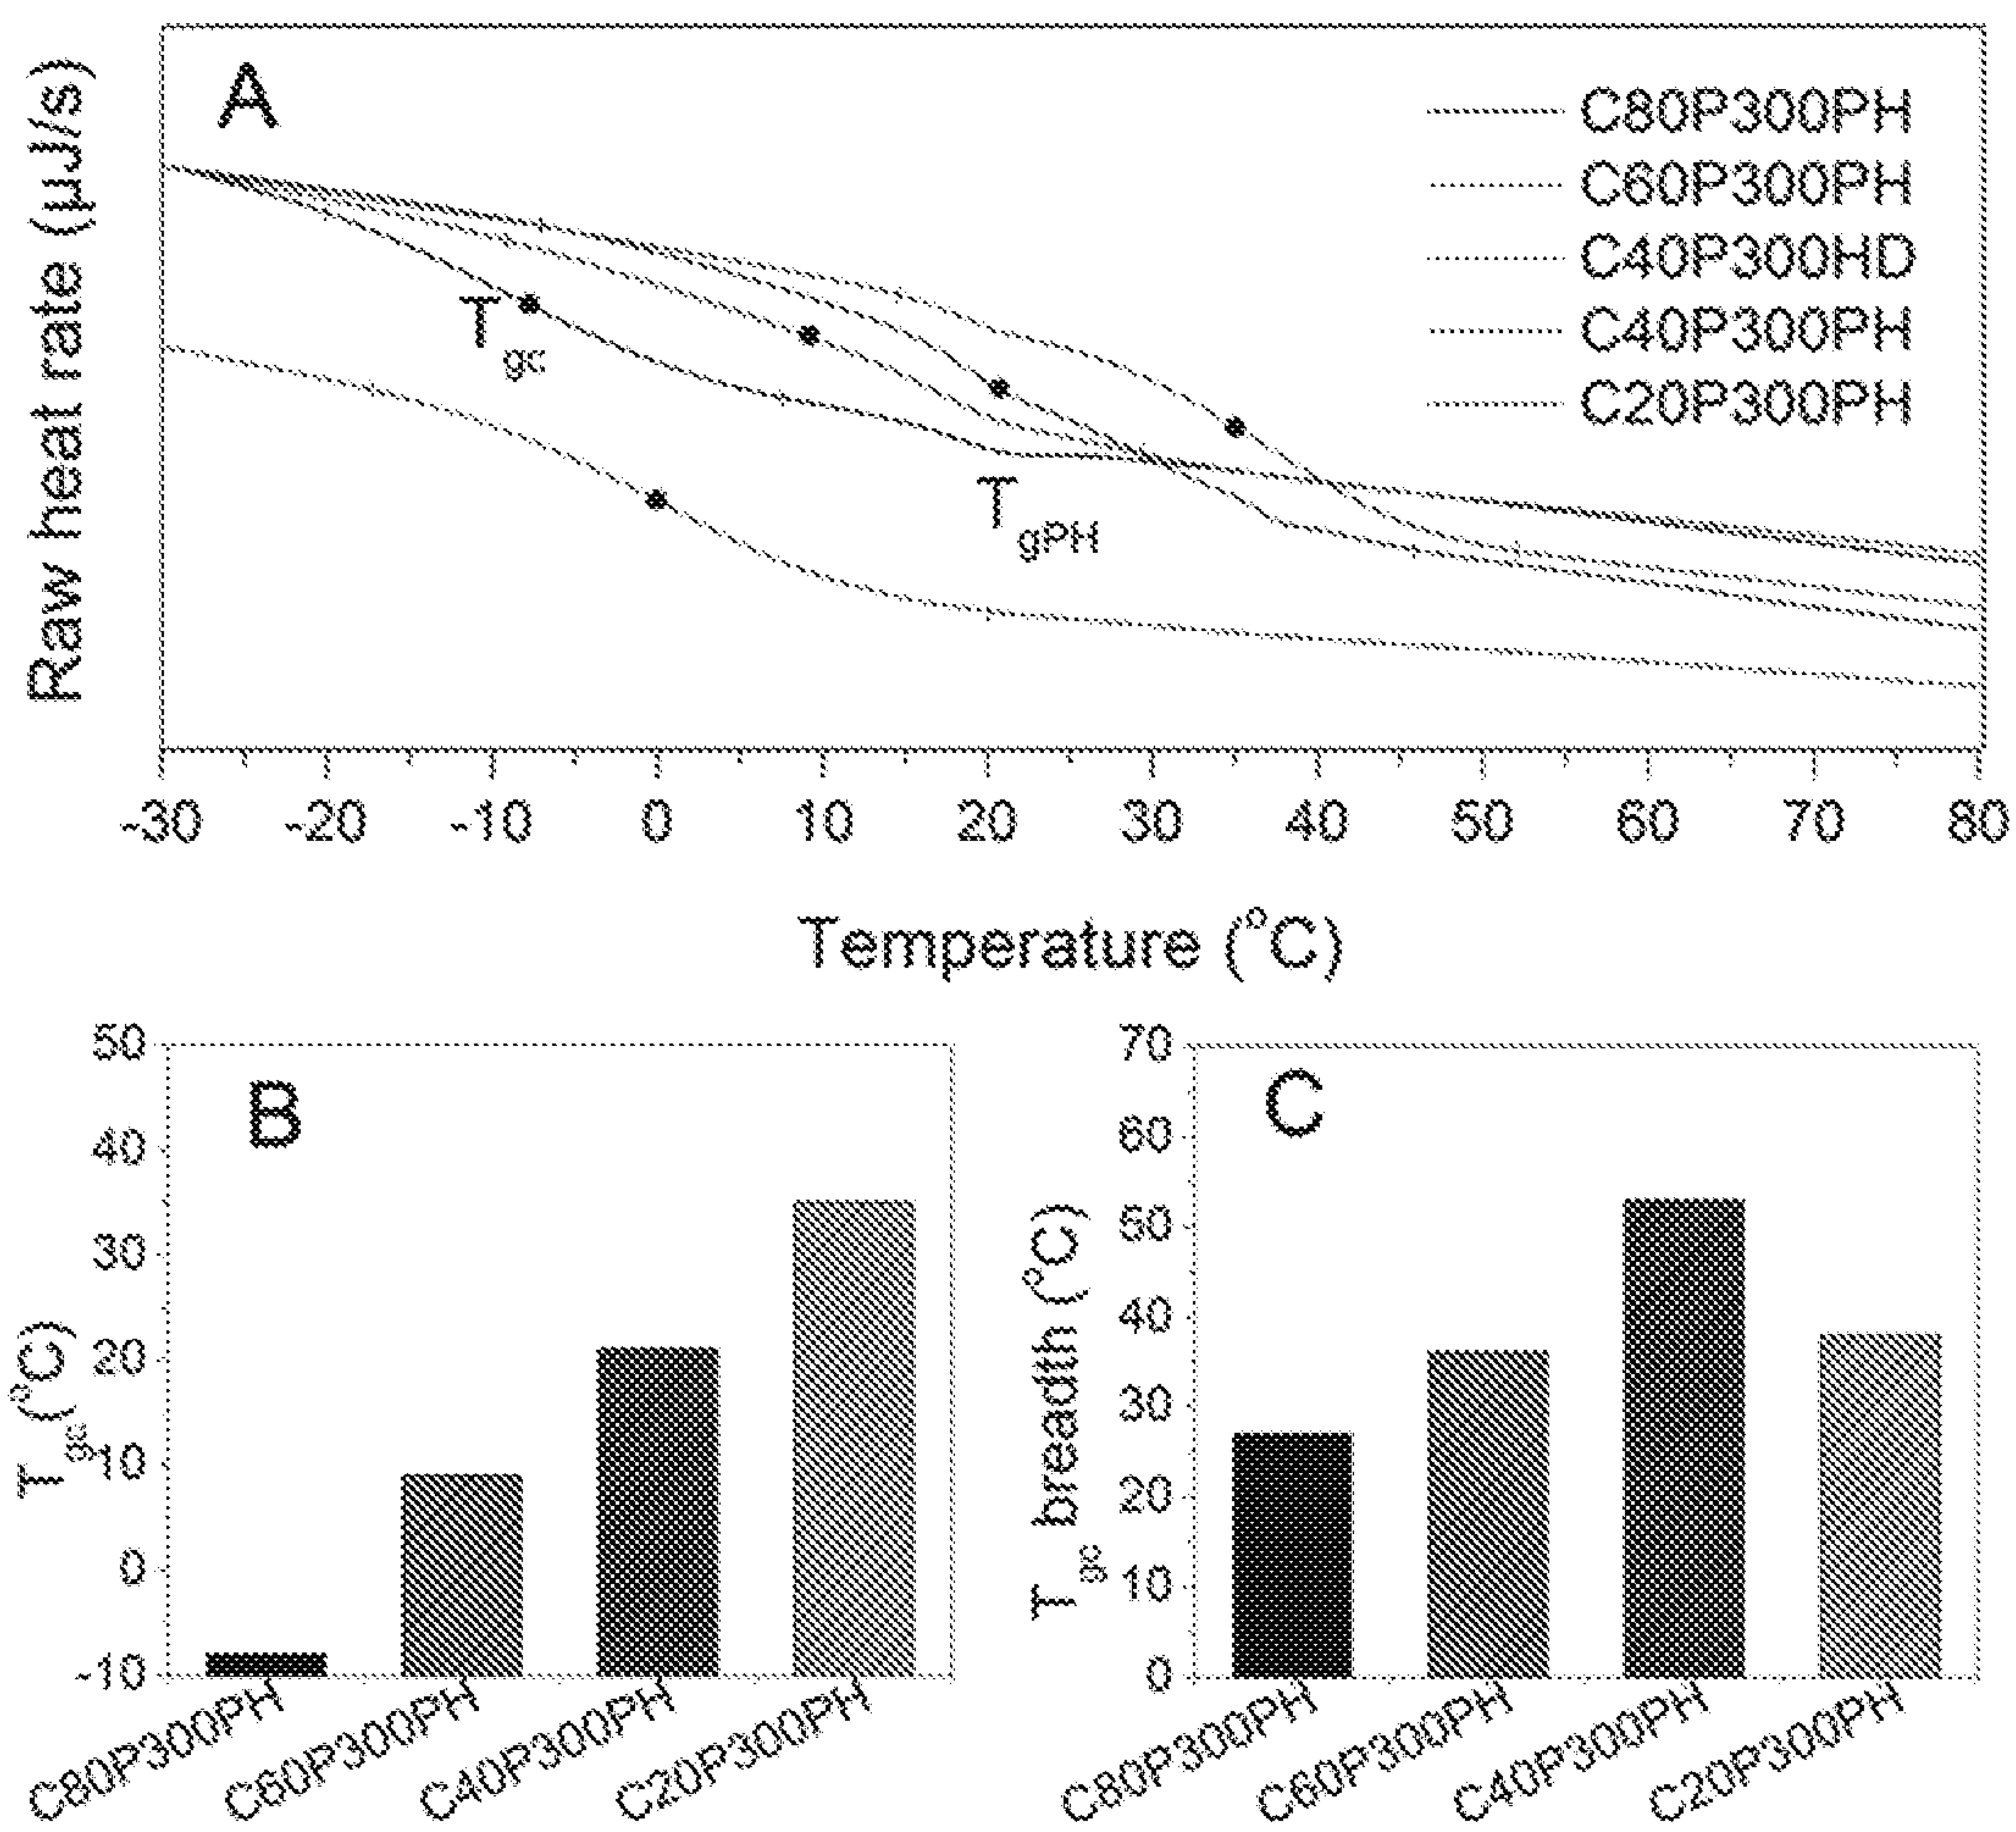 A
Raw heat rate (µJ/s)
C80P300PH
C60P300PH
C40P300HD
C40P300PH
C20P300PH
Tgc
TgPH
-30 -20 -10 0 10 20 30 40 50 60 70 80
Temperature (°C)
B
Tgc (°C)
50
40
30
20
10
0
-10
C80P300PH C60P300PH C40P300PH C20P300PH
C
Tgc breadth (°C)
70
60
50
40
30
20
10
0
C80P300PH C60P300PH C40P300PH C20P300PH